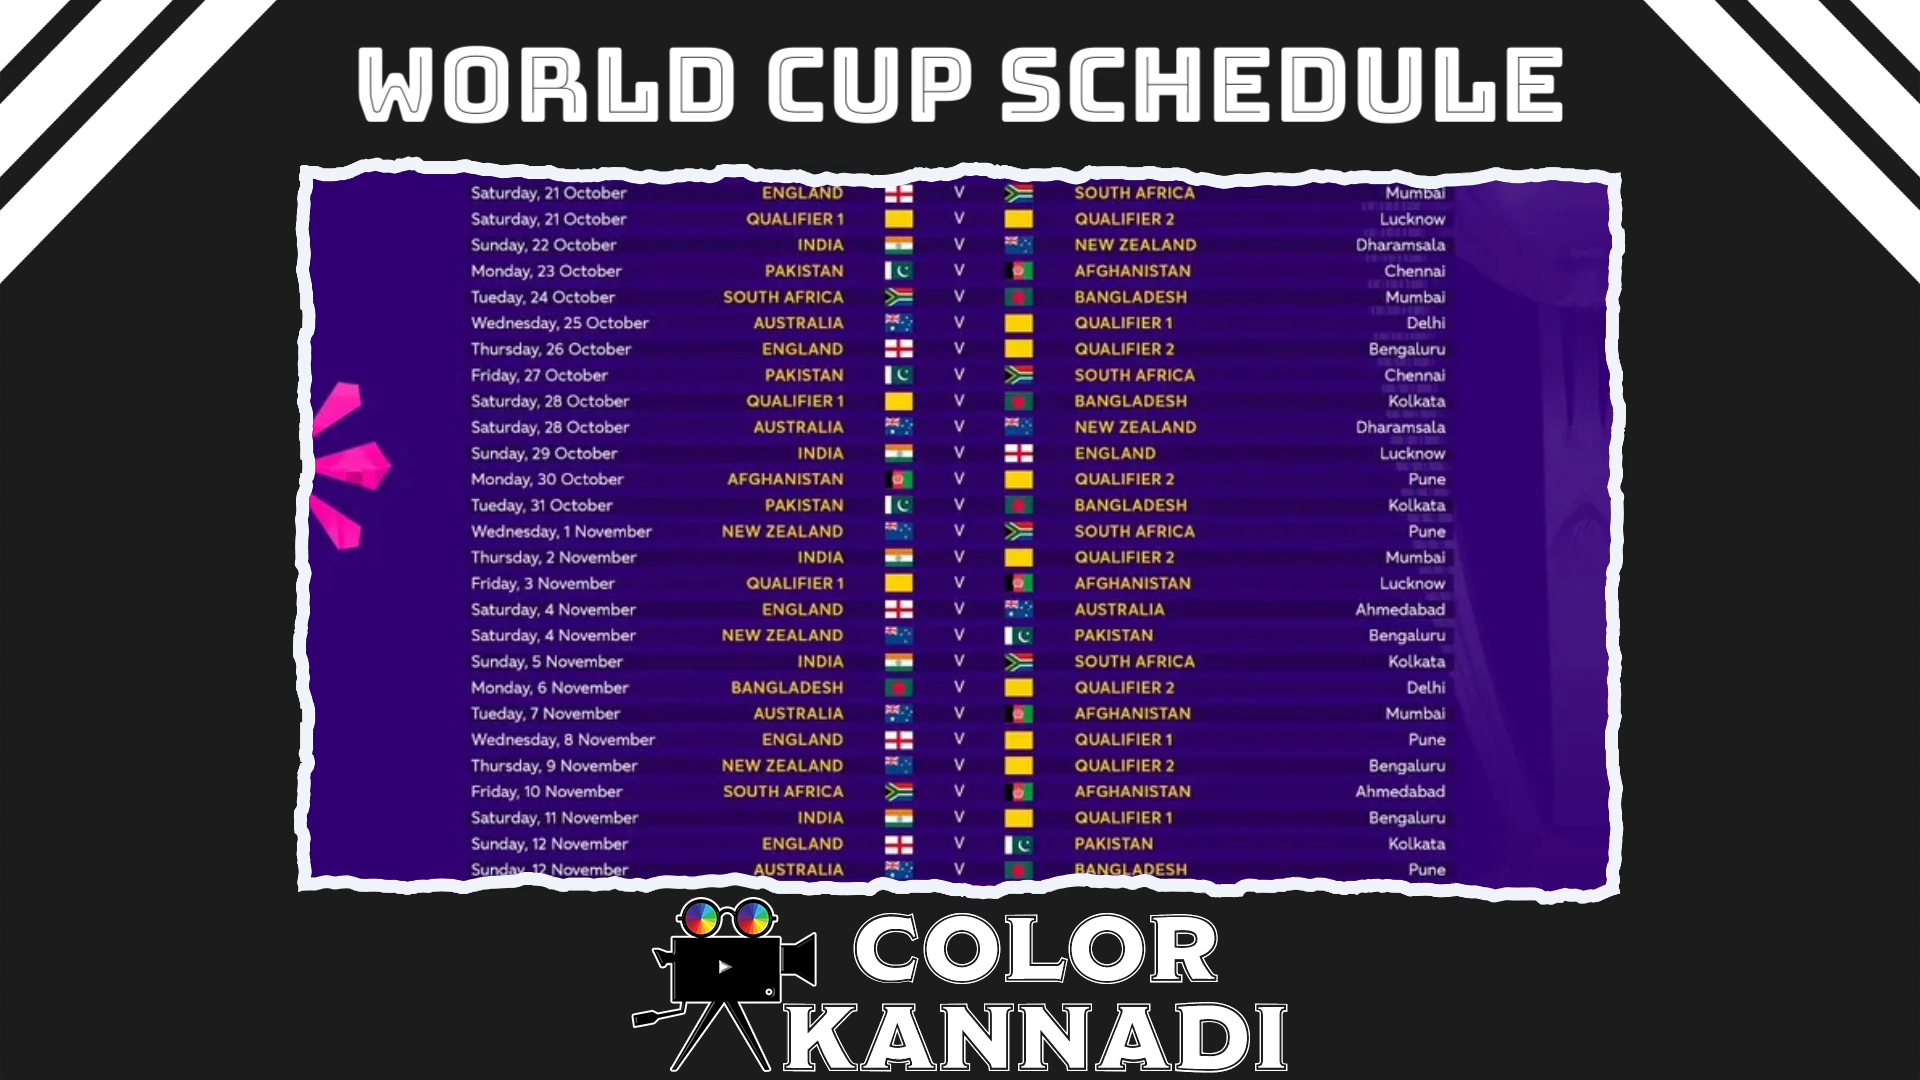 WORLD CUP SCHEDULE
Saturday, 21 October ENGLAND V SOUTH AFRICA Mumbai
Saturday, 21 October QUALIFIER 1 V QUALIFIER 2 Lucknow
Sunday, 22 October INDIA V NEW ZEALAND Dharamsala
Monday, 23 October PAKISTAN V AFGHANISTAN Chennai
Tueday, 24 October SOUTH AFRICA V BANGLADESH Mumbai
Wednesday, 25 October AUSTRALIA V QUALIFIER 1 Delhi
Thursday, 26 October ENGLAND V QUALIFIER 2 Bengaluru
Friday, 27 October PAKISTAN V SOUTH AFRICA Chennai
Saturday, 28 October QUALIFIER 1 V BANGLADESH Kolkata
Saturday, 28 October AUSTRALIA V NEW ZEALAND Dharamsala
Sunday, 29 October INDIA V ENGLAND Lucknow
Monday, 30 October AFGHANISTAN V QUALIFIER 2 Pune
Tueday, 31 October PAKISTAN V BANGLADESH Kolkata
Wednesday, 1 November NEW ZEALAND V SOUTH AFRICA Pune
Thursday, 2 November INDIA V QUALIFIER 2 Mumbai
Friday, 3 November QUALIFIER 1 V AFGHANISTAN Lucknow
Saturday, 4 November ENGLAND V AUSTRALIA Ahmedabad
Saturday, 4 November NEW ZEALAND V PAKISTAN Bengaluru
Sunday, 5 November INDIA V SOUTH AFRICA Kolkata
Monday, 6 November BANGLADESH V QUALIFIER 2 Delhi
Tueday, 7 November AUSTRALIA V AFGHANISTAN Mumbai
Wednesday, 8 November ENGLAND V QUALIFIER 1 Pune
Thursday, 9 November NEW ZEALAND V QUALIFIER 2 Bengaluru
Friday, 10 November SOUTH AFRICA V AFGHANISTAN Ahmedabad
Saturday, 11 November INDIA V QUALIFIER 1 Bengaluru
Sunday, 12 November ENGLAND V PAKISTAN Kolkata
Sunday, 12 November AUSTRALIA V BANGLADESH Pune
COLOR
KANNADI